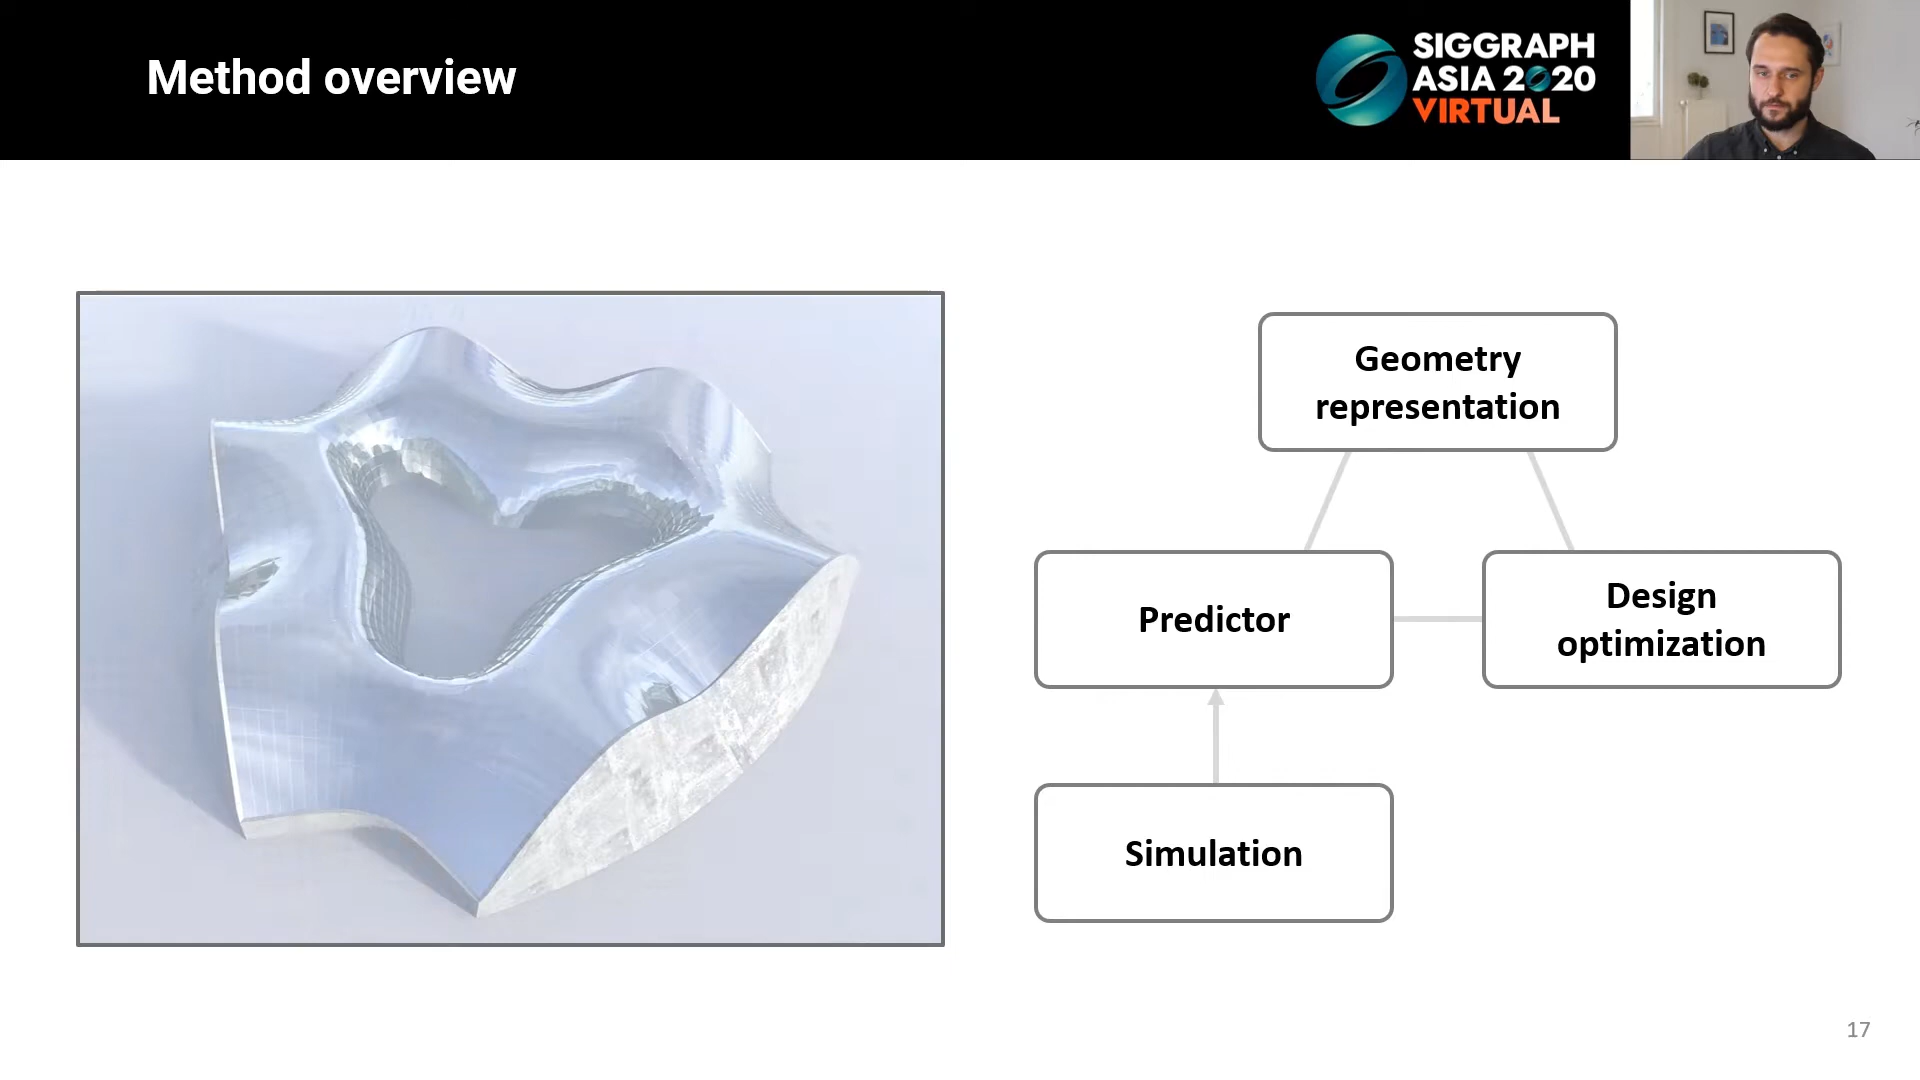 Method overview
SIGGRAPH
ASIA 2020
VIRTUAL
Geometry
representation
Predictor
Design
optimization
Simulation
17